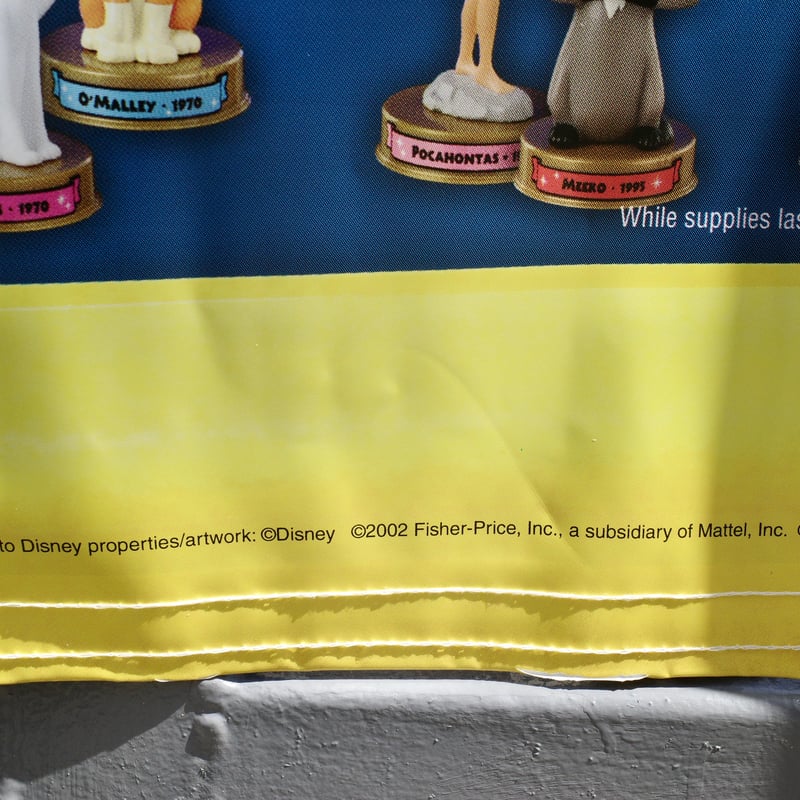 O'MALLEY · 1970
· 1970
POCAHONTAS ·
MEEKO · 1995
While supplies
to Disney properties/artwork: ©Disney ©2002 Fisher-Price, Inc., a subsidiary of Mattel, Inc.